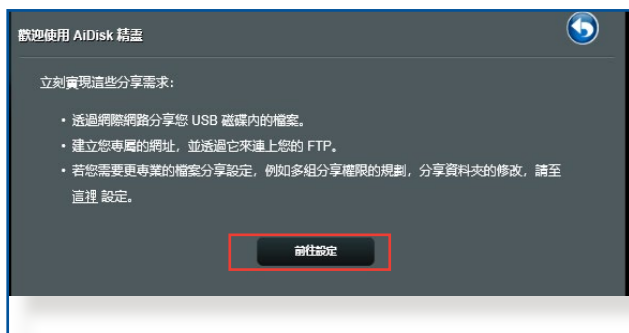 歡迎使用 AiDisk 精靈
立刻實現這些分享需求：
• 透過網際網路分享您 USB 磁碟內的檔案。
• 建立您專屬的網址，並透過它來連上您的 FTP。
• 若您需要更專業的檔案分享設定，例如多組分享權限的規劃，分享資料夾的修改，請至
這裡 設定。
前往設定